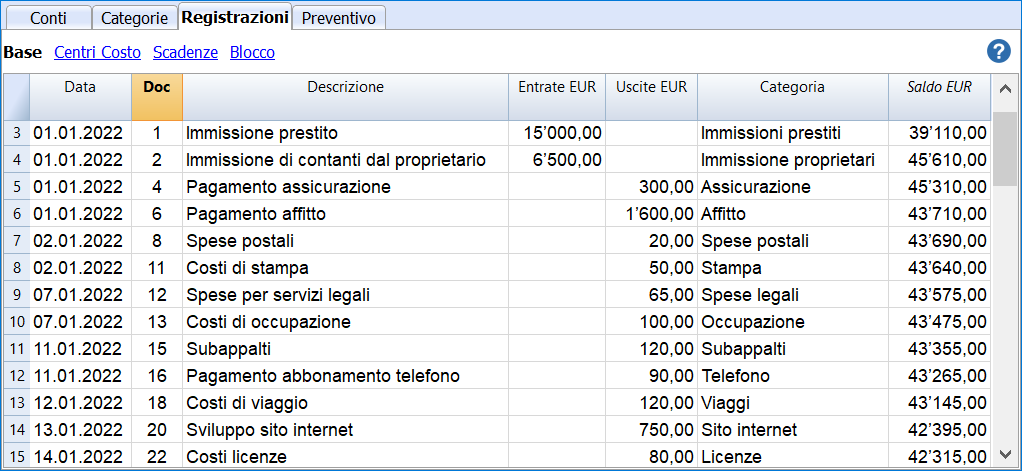 Conti Categorie Registrazioni Preventivo
Base Centri Costo Scadenze Blocco ?
Data Doc Descrizione Entrate EUR Uscite EUR Categoria Saldo EUR
3 01.01.2022 1 Immissione prestito 15’000,00 Immissioni prestiti 39’110,00
4 01.01.2022 2 Immissione di contanti dal proprietario 6’500,00 Immissione proprietari 45’610,00
5 01.01.2022 4 Pagamento assicurazione 300,00 Assicurazione 45’310,00
6 01.01.2022 6 Pagamento affitto 1’600,00 Affitto 43’710,00
7 02.01.2022 8 Spese postali 20,00 Spese postali 43’690,00
8 02.01.2022 11 Costi di stampa 50,00 Stampa 43’640,00
9 07.01.2022 12 Spese per servizi legali 65,00 Spese legali 43’575,00
10 07.01.2022 13 Costi di occupazione 100,00 Occupazione 43’475,00
11 11.01.2022 15 Subappalti 120,00 Subappalti 43’355,00
12 11.01.2022 16 Pagamento abbonamento telefono 90,00 Telefono 43’265,00
13 12.01.2022 18 Costi di viaggio 120,00 Viaggi 43’145,00
14 13.01.2022 20 Sviluppo sito internet 750,00 Sito internet 42’395,00
15 14.01.2022 22 Costi licenze 80,00 Licenze 42’315,00